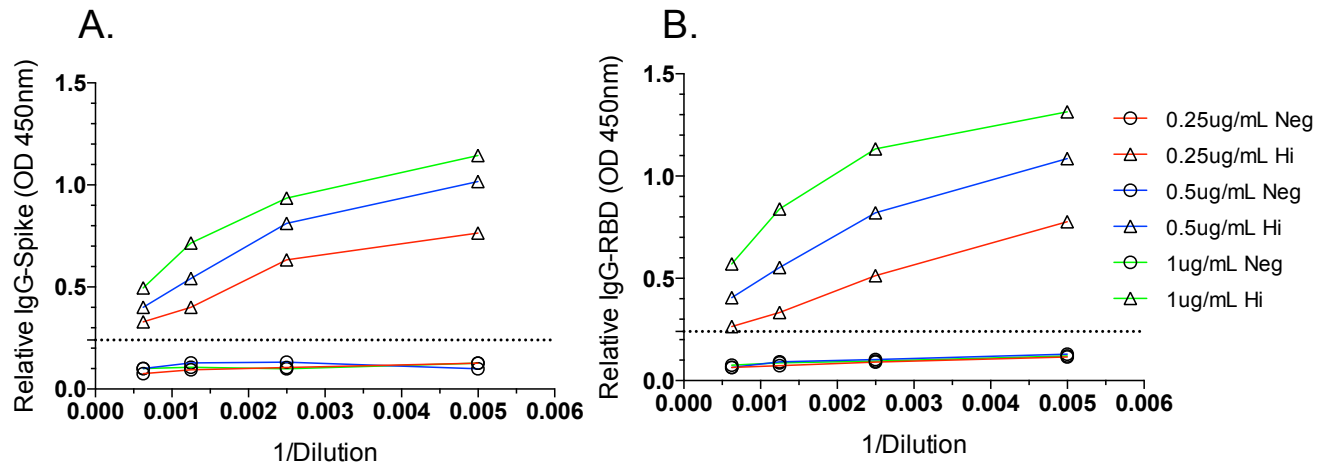 A.
Relative IgG-Spike (OD 450nm)
1.5
1.0
0.5
0.0
0.000 0.001 0.002 0.003 0.004 0.005 0.006
1/Dilution
B.
Relative IgG-RBD (OD 450nm)
1.5
1.0
0.5
0.0
0.000 0.001 0.002 0.003 0.004 0.005 0.006
1/Dilution
0.25ug/mL Neg
0.25ug/mL Hi
0.5ug/mL Neg
0.5ug/mL Hi
1ug/mL Neg
1ug/mL Hi